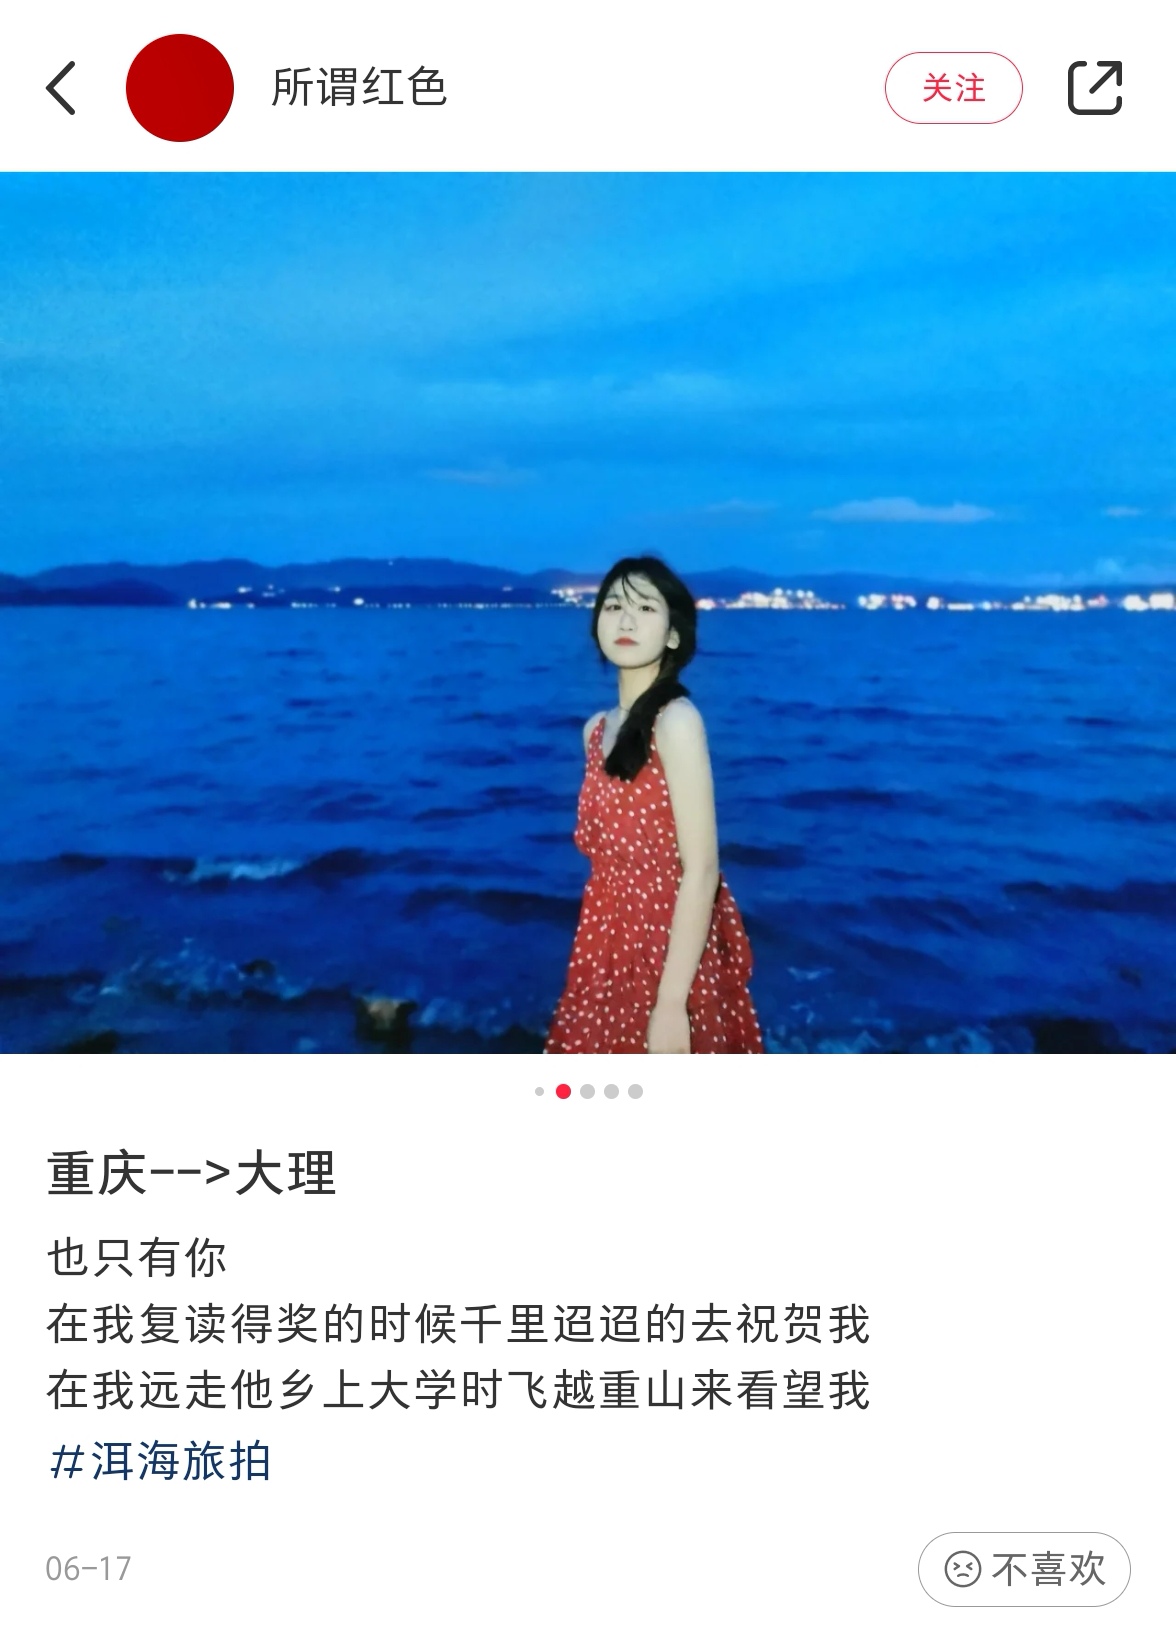 所谓红色
关注
重庆-->大理
也只有你
在我复读得奖的时候千里迢迢的去祝贺我
在我远走他乡上大学时飞越重山来看望我
#洱海旅拍
06-17
不喜欢